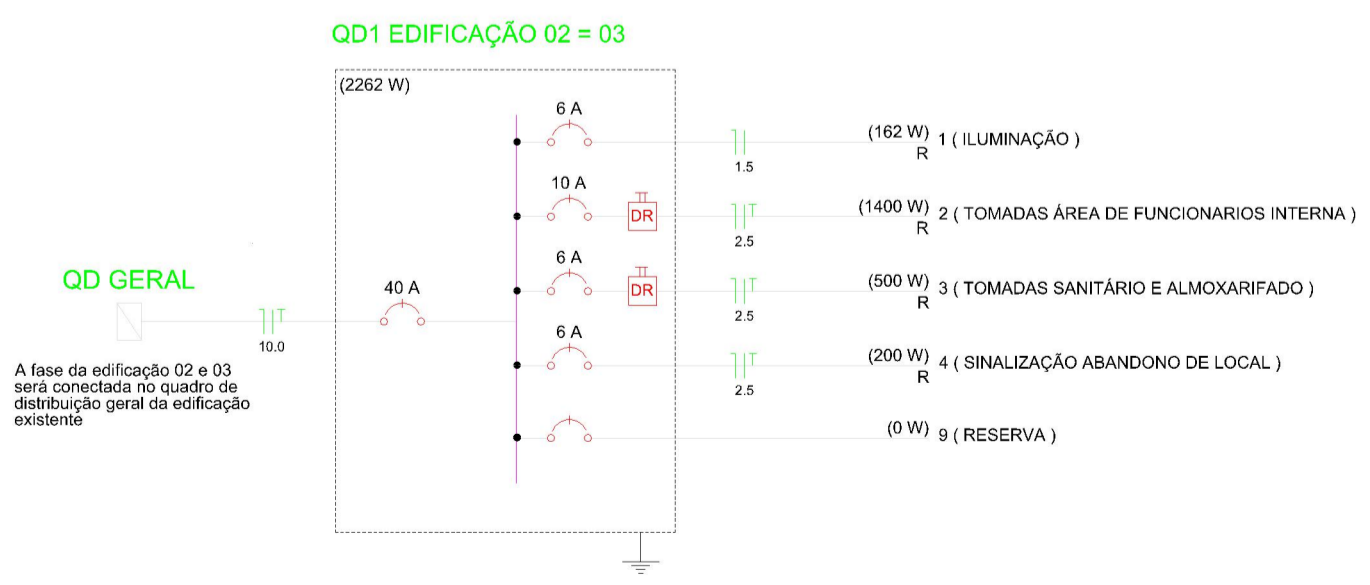 QD1 EDIFICAÇÃO 02 = 03
(2262 W)
6 A
(162 W) 1 ( ILUMINAÇÃO )
R
1.5
10 A
DR
(1400 W) 2 ( TOMADAS ÁREA DE FUNCIONARIOS INTERNA )
R
2.5
6 A
DR
(500 W) 3 ( TOMADAS SANITÁRIO E ALMOXARIFADO )
R
2.5
QD GERAL
40 A
10.0
6 A
(200 W) 4 ( SINALIZAÇÃO ABANDONO DE LOCAL )
R
2.5
A fase da edificação 02 e 03
será conectada no quadro de
distribuição geral da edificação
existente
(0 W) 9 ( RESERVA )